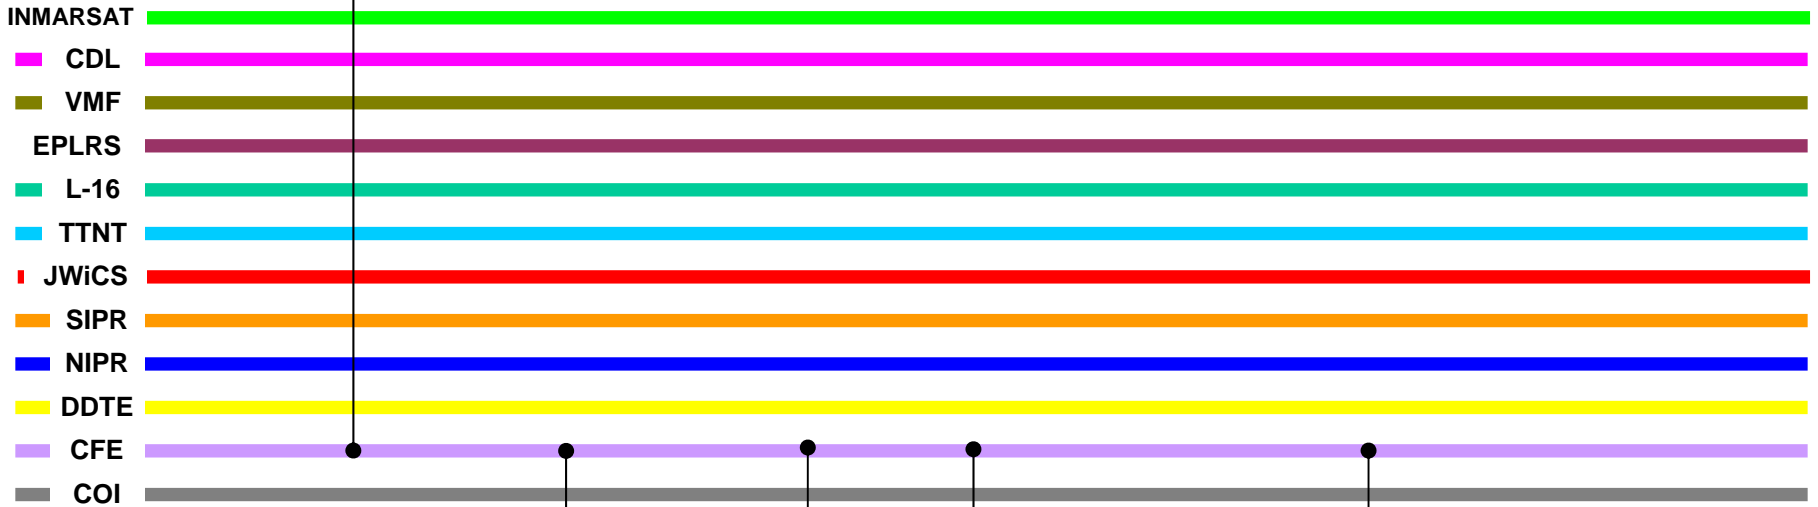 INMARSAT
CDL
VMF
EPLRS
L-16
TTNT
JWiCS
SIPR
NIPR
DDTE
CFE
COI